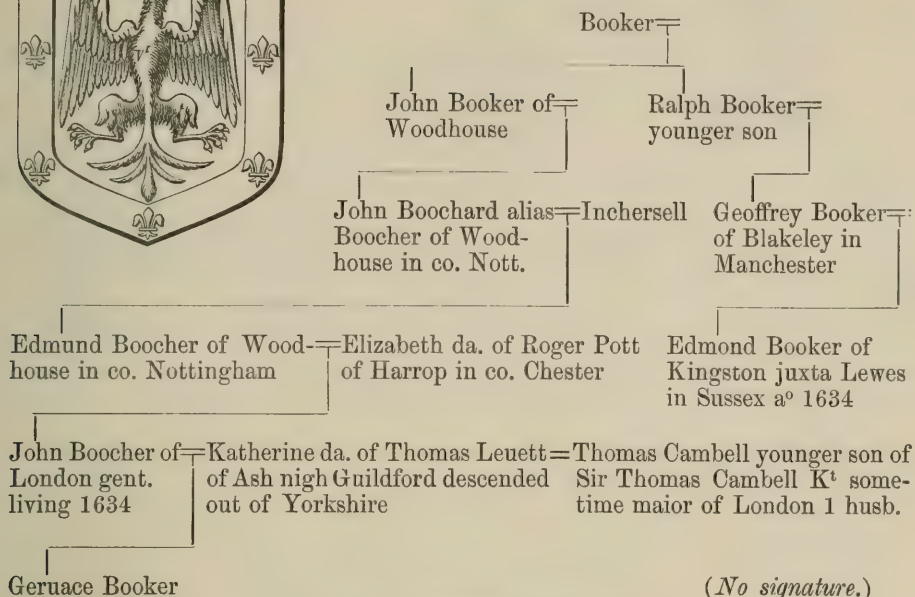 Booker=
John Booker of=
Woodhouse
Ralph Booker=
younger son
John Boochard alias=Inchersell
Boocher of Wood-
house in co. Nott.
Geoffrey Booker=:
of Blakeley in
Manchester
Edmund Boocher of Wood-=Elizabeth da. of Roger Pott
house in co. Nottingham
of Harrop in co. Chester
Edmond Booker of
Kingston juxta Lewes
in Sussex aº 1634
John Boocher of=Katherine da. of Thomas Leuett=Thomas Cambell younger son of
London gent.
living 1634
of Ash nigh Guildford descended
out of Yorkshire
Sir Thomas Cambell Kᵗ some-
time maior of London 1 husb.
Geruace Booker
(No signature.)